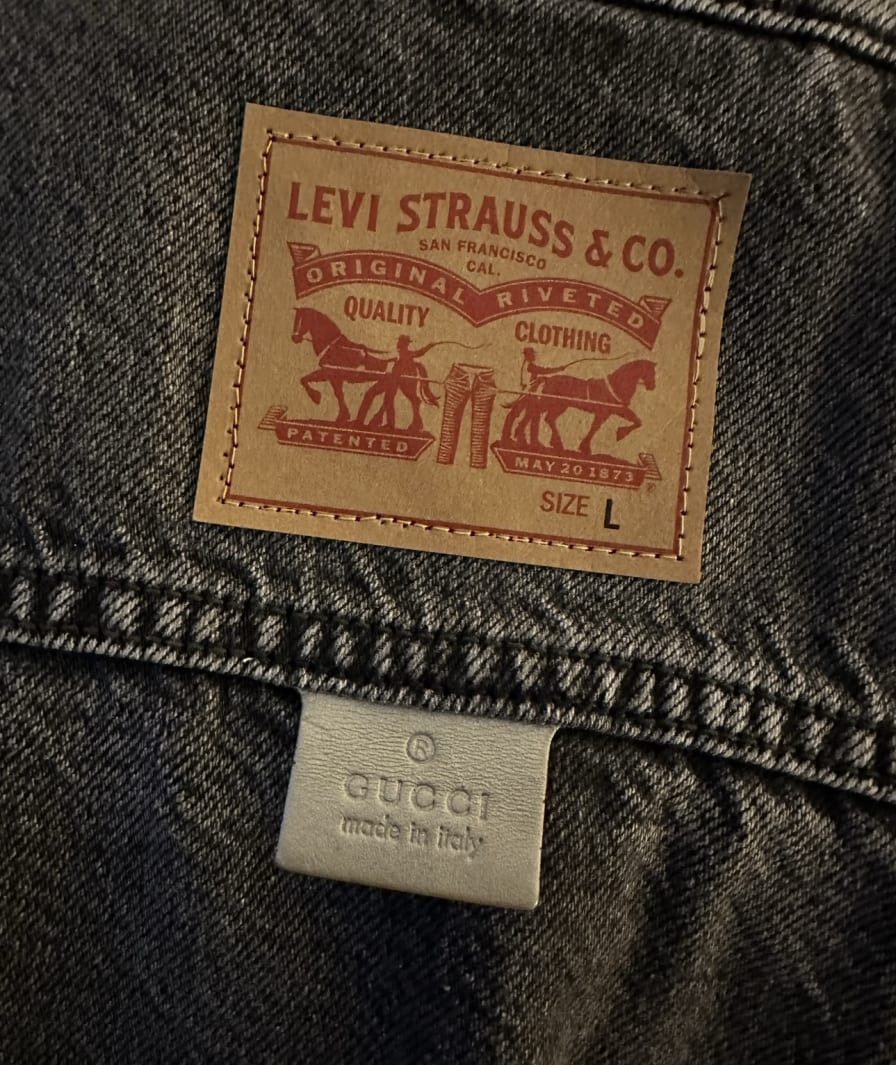 LEVI STRAUSS & CO.
SAN FRANCISCO
CAL.
ORIGINAL RIVETED
QUALITY CLOTHING
PATENTED MAY 20 1873
SIZE L
®
GUCCI
made in italy